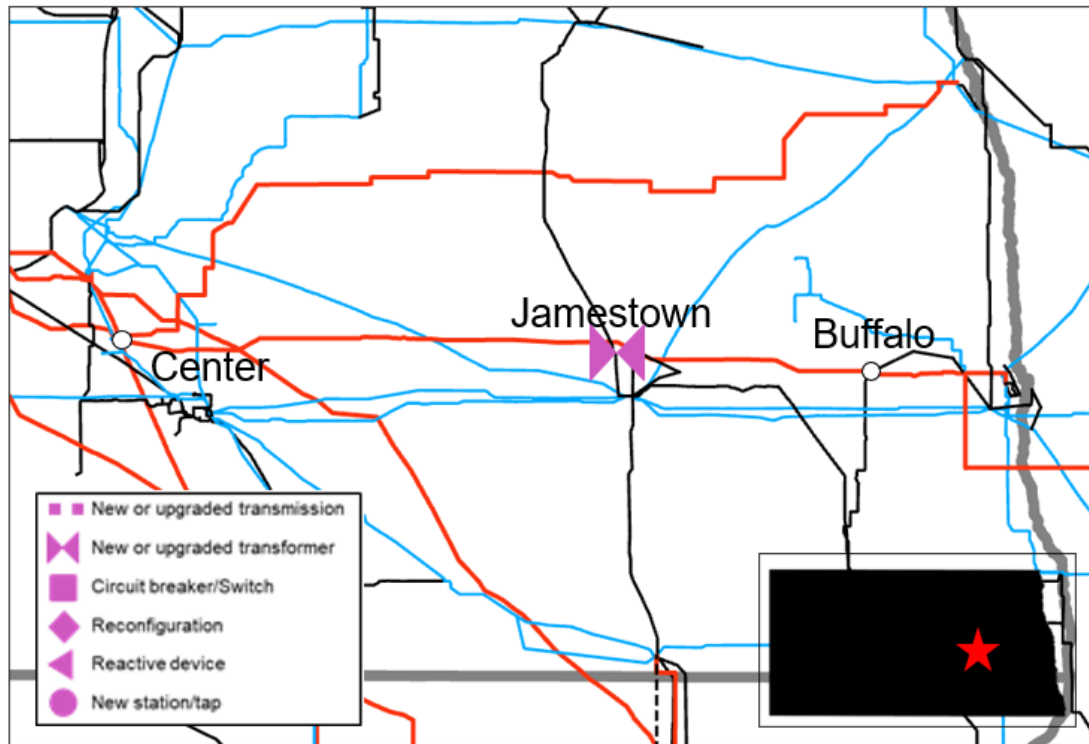 Jamestown
Buffalo
Center
New or upgraded transmission
New or upgraded transformer
Circuit breaker/Switch
Reconfiguration
Reactive device
New station/tap